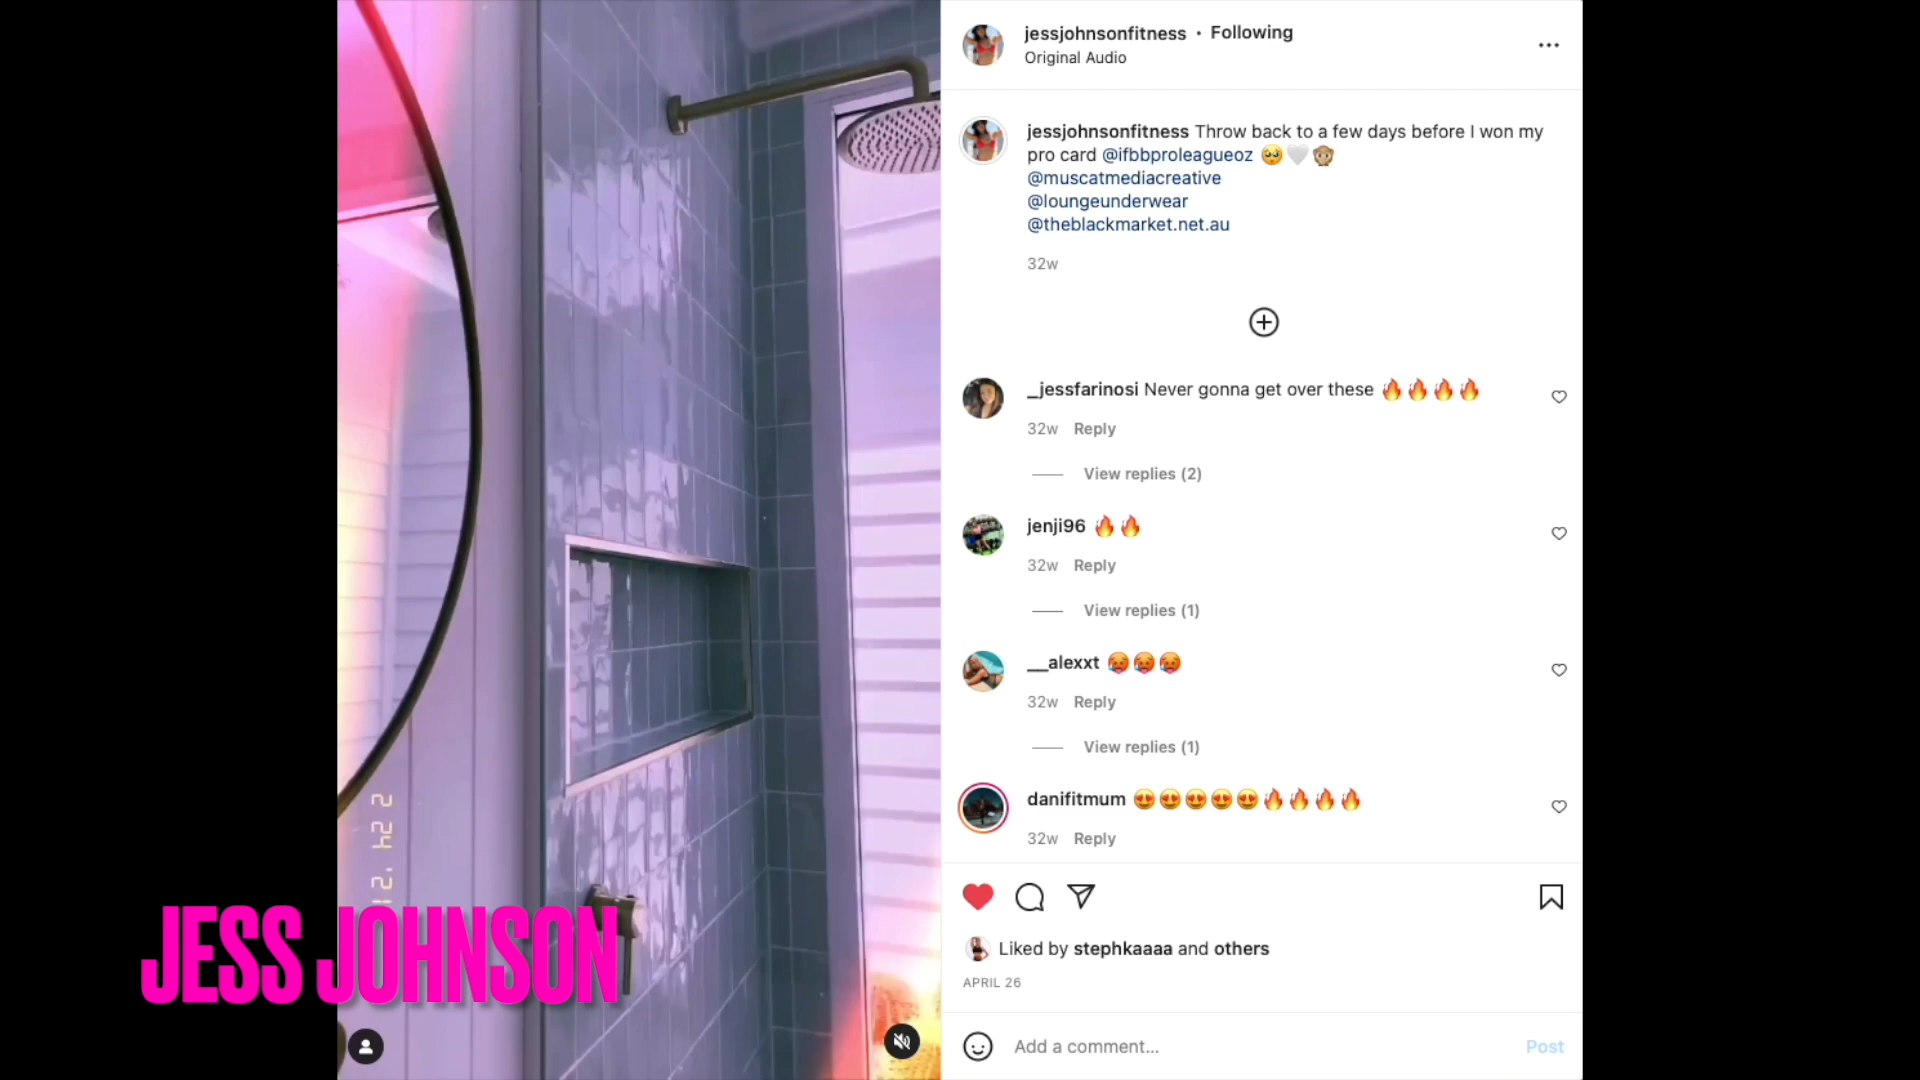 jessjohnsonfitness • Following
Original Audio
jessjohnsonfitness Throw back to a few days before I won my
pro card @ifbbproleagueoz 🥺🤍🙊
@muscatmediacreative
@loungeunderwear
@theblackmarket.net.au
32w
_jessfarinosi Never gonna get over these 🔥🔥🔥🔥
32w Reply
View replies (2)
jenji96 🔥🔥
32w Reply
View replies (1)
__alexxt 🥵🥵🥵
32w Reply
View replies (1)
danifitmum 😍😍😍😍😍🔥🔥🔥🔥
32w Reply
Liked by stephkaaaa and others
APRIL 26
Add a comment...
Post
JESS JOHNSON